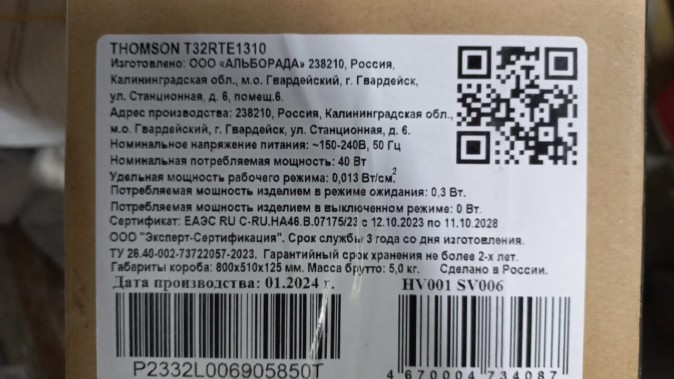 THOMSON T32RTE1310
Изготовлено: ООО «АЛЬБОРАДА» 238210, Россия,
Калининградская обл., м.о. Гвардейский, г. Гвардейск,
ул. Станционная, д. 6, помещ.6.
Адрес производства: 238210, Россия, Калининградская обл.,
м.о. Гвардейский, г. Гвардейск, ул. Станционная, д. 6.
Номинальное напряжение питания: ~150-240В, 50 Гц
Номинальная потребляемая мощность: 40 Вт
Удельная мощность рабочего режима: 0,013 Вт/см.²
Потребляемая мощность изделием в режиме ожидания: 0,3 Вт.
Потребляемая мощность изделием в выключенном режиме: 0 Вт.
Сертификат: ЕАЭС RU С-RU.НА46.В.07175/23 с 12.10.2023 по 11.10.2028
ООО "Эксперт-Сертификация". Срок службы 3 года со дня изготовления.
ТУ 26.40-002-73722057-2023. Гарантийный срок хранения не более 2-х лет.
Габариты короба: 800x510x125 мм. Масса брутто: 5,0 кг. Сделано в России.
Дата производства: 01.2024 г. HV001 SV006
P2332L006905850T
4 670004 734087